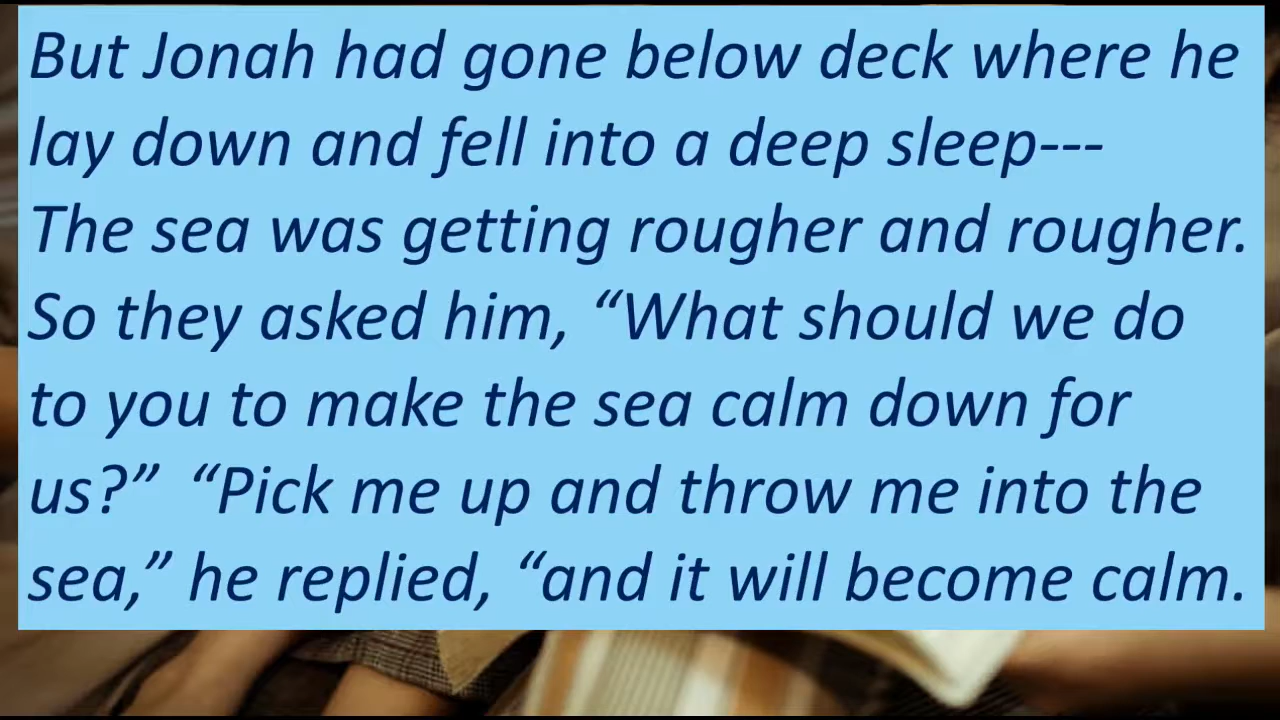 But Jonah had gone below deck where he
lay down and fell into a deep sleep---
The sea was getting rougher and rougher.
So they asked him, “What should we do
to you to make the sea calm down for
us?” “Pick me up and throw me into the
sea,” he replied, “and it will become calm.